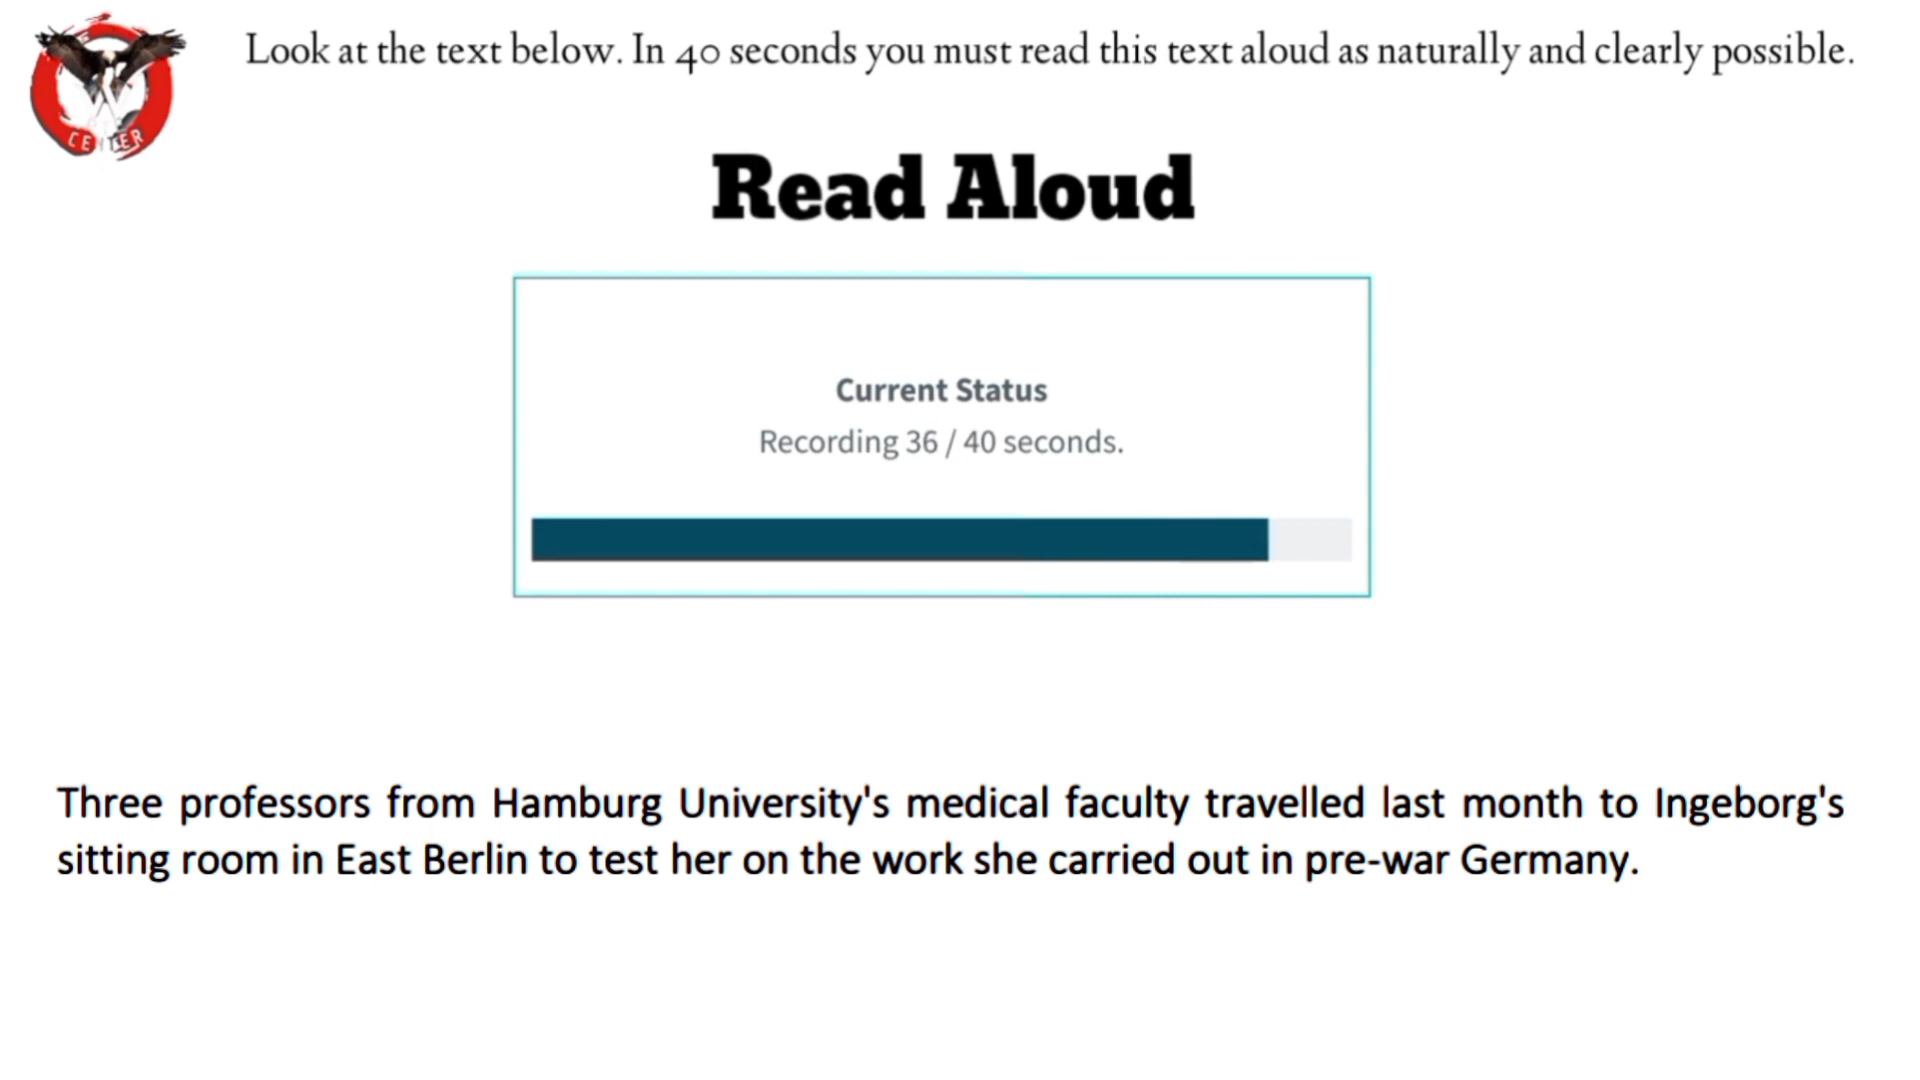 Look at the text below. In 40 seconds you must read this text aloud as naturally and clearly possible.
CENTER
Read Aloud
Current Status
Recording 36 / 40 seconds.
Three professors from Hamburg University's medical faculty travelled last month to Ingeborg's
sitting room in East Berlin to test her on the work she carried out in pre-war Germany.